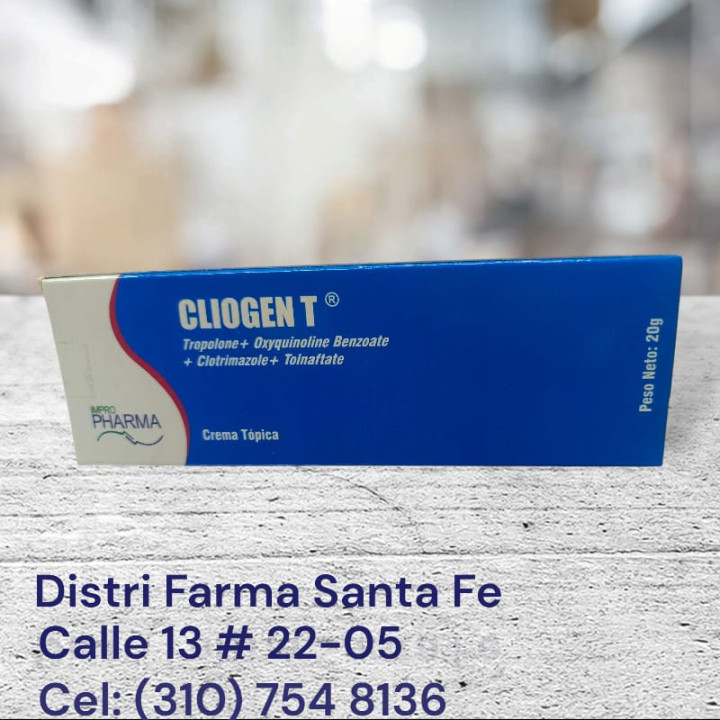 CLIOGEN T ®
Tropolone+ Oxyquinoline Benzoate
+ Clotrimazole+ Tolnaftate
Peso Neto: 20g
IMPRO
PHARMA
Crema Tópica
Distri Farma Santa Fe
Calle 13 # 22-05
Cel: (310) 754 8136